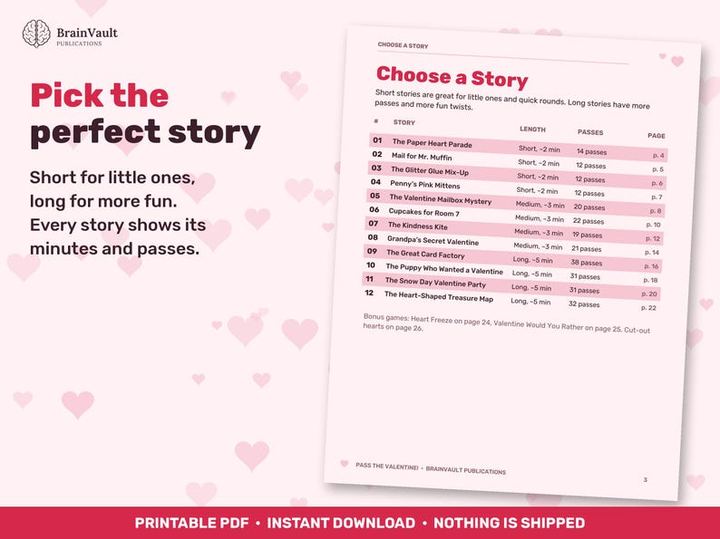 BrainVault
PUBLICATIONS
Pick the
perfect story
Short for little ones,
long for more fun.
Every story shows its
minutes and passes.
CHOOSE A STORY
Choose a Story
Short stories are great for little ones and quick rounds. Long stories have more
passes and more fun twists.
# STORY LENGTH PASSES PAGE
01 The Paper Heart Parade Short, ~2 min 14 passes p. 4
02 Mail for Mr. Muffin Short, ~2 min 12 passes p. 5
03 The Glitter Glue Mix-Up Short, ~2 min 12 passes p. 6
04 Penny's Pink Mittens Short, ~2 min 12 passes p. 7
05 The Valentine Mailbox Mystery Medium, ~3 min 20 passes p. 8
06 Cupcakes for Room 7 Medium, ~3 min 22 passes p. 10
07 The Kindness Kite Medium, ~3 min 19 passes p. 12
08 Grandpa's Secret Valentine Medium, ~3 min 21 passes p. 14
09 The Great Card Factory Long, ~5 min 38 passes p. 16
10 The Puppy Who Wanted a Valentine Long, ~5 min 31 passes p. 18
11 The Snow Day Valentine Party Long, ~5 min 31 passes p. 20
12 The Heart-Shaped Treasure Map Long, ~5 min 32 passes p. 22
Bonus games: Heart Freeze on page 24, Valentine Would You Rather on page 25. Cut-out
hearts on page 26.
PASS THE VALENTINE! • BRAINVAULT PUBLICATIONS
3
PRINTABLE PDF • INSTANT DOWNLOAD • NOTHING IS SHIPPED